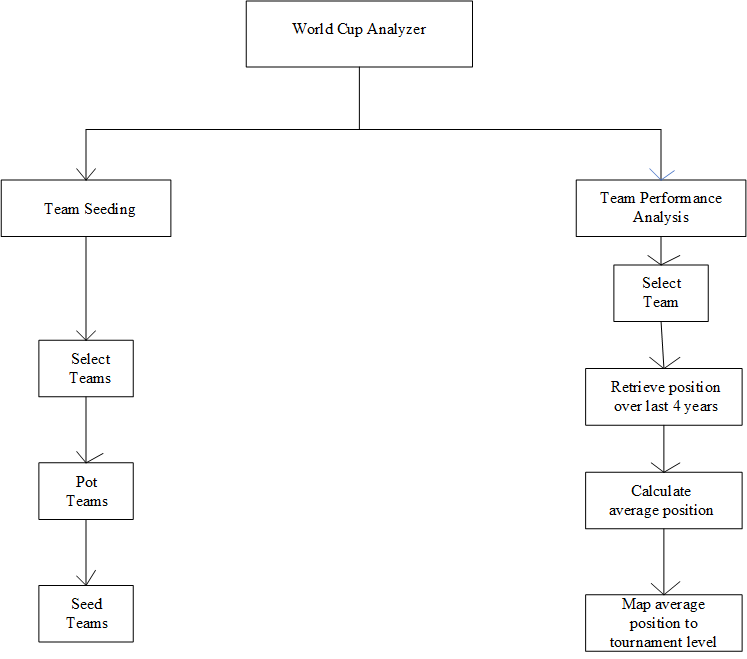 World Cup Analyzer
Team Seeding
Team Performance
Analysis
Select
Team
Select
Teams
Retrieve position
over last 4 years
Pot
Teams
Calculate
average position
Seed
Teams
Map average
position to
tournament level